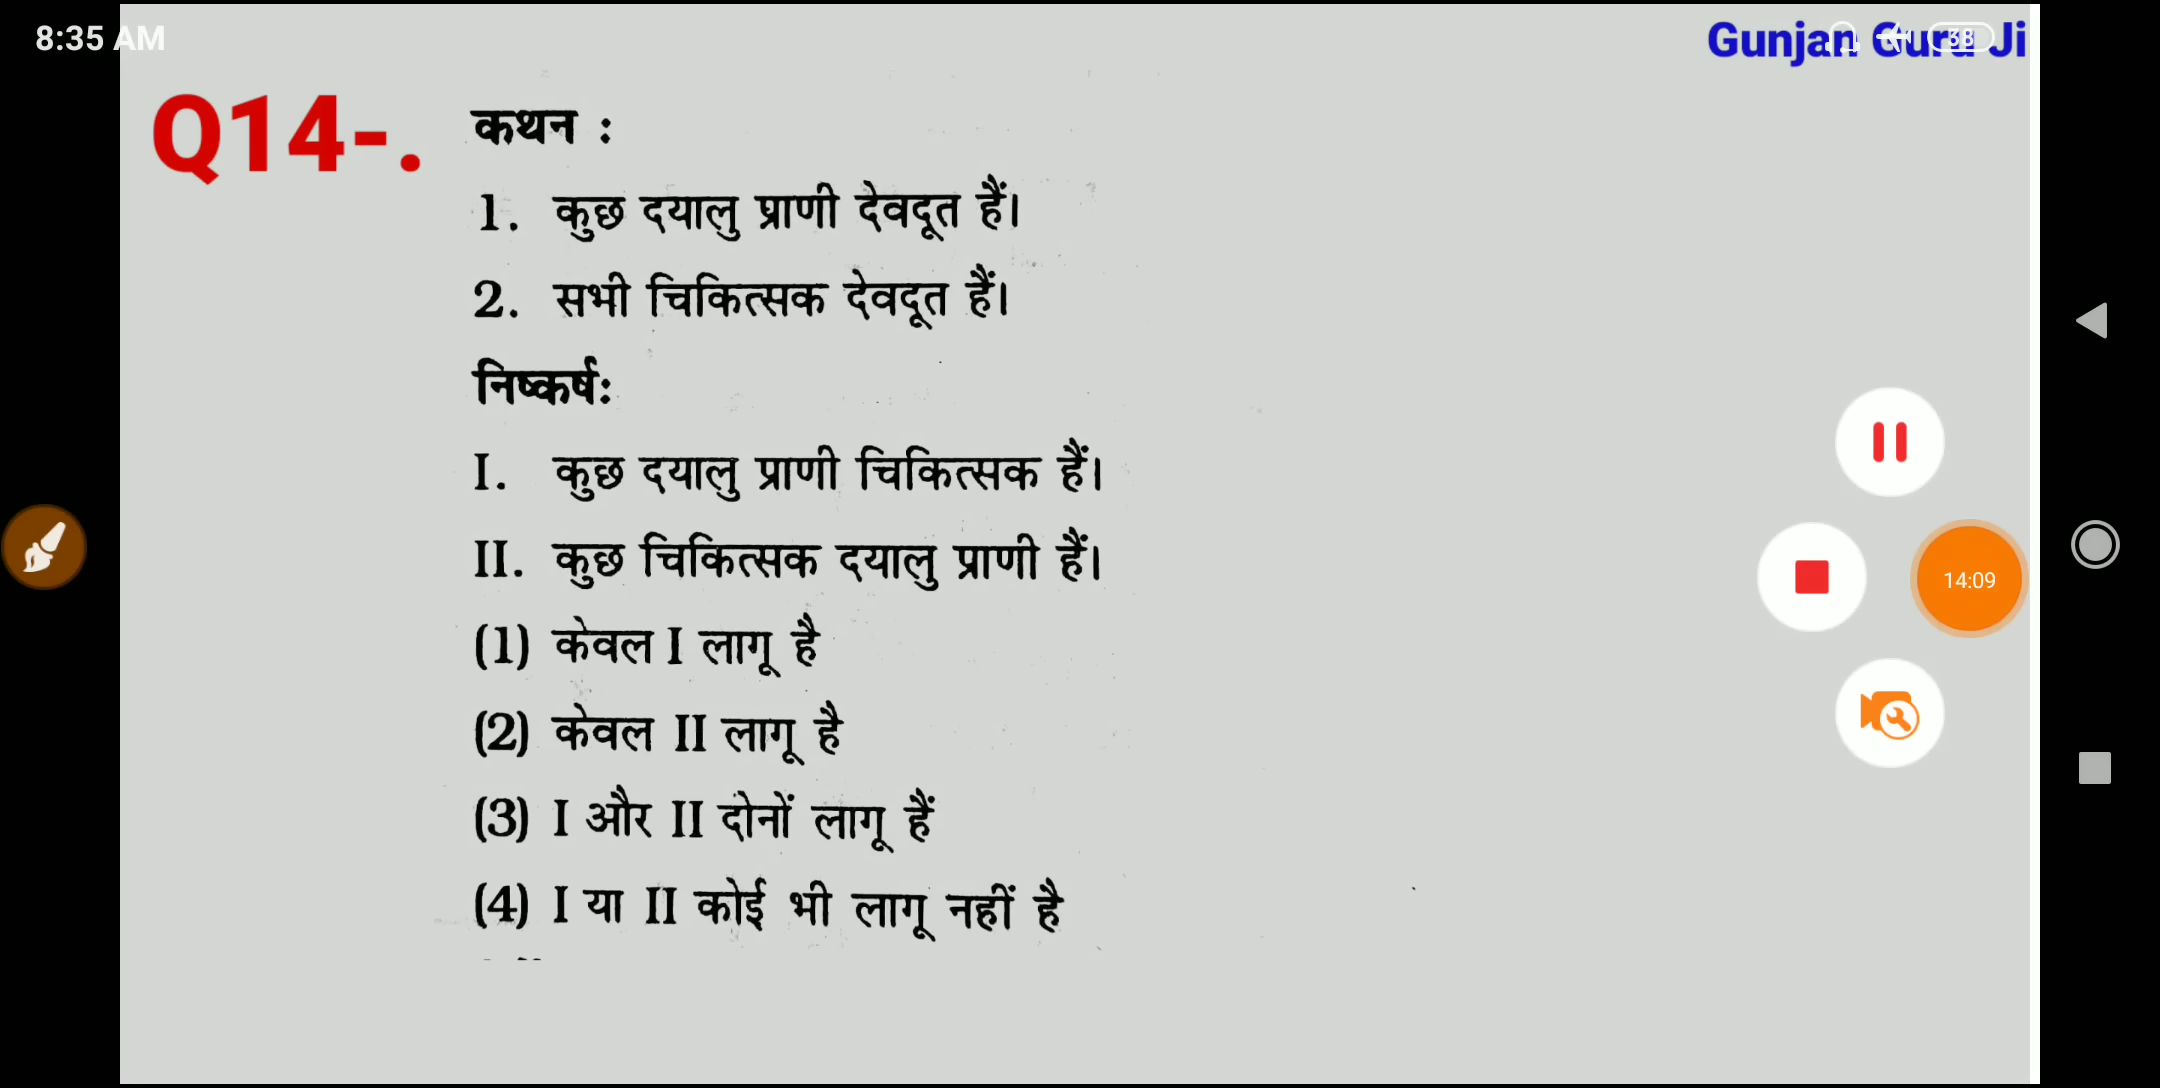 8:35 AM
Gunjan Guru Ji
38
Q14-.
कथन :
1. कुछ दयालु प्राणी देवदूत हैं।
2. सभी चिकित्सक देवदूत हैं।
निष्कर्ष:
I. कुछ दयालु प्राणी चिकित्सक हैं।
II. कुछ चिकित्सक दयालु प्राणी हैं।
(1) केवल I लागू है
(2) केवल II लागू है
(3) I और II दोनों लागू हैं
(4) I या II कोई भी लागू नहीं है
14:09